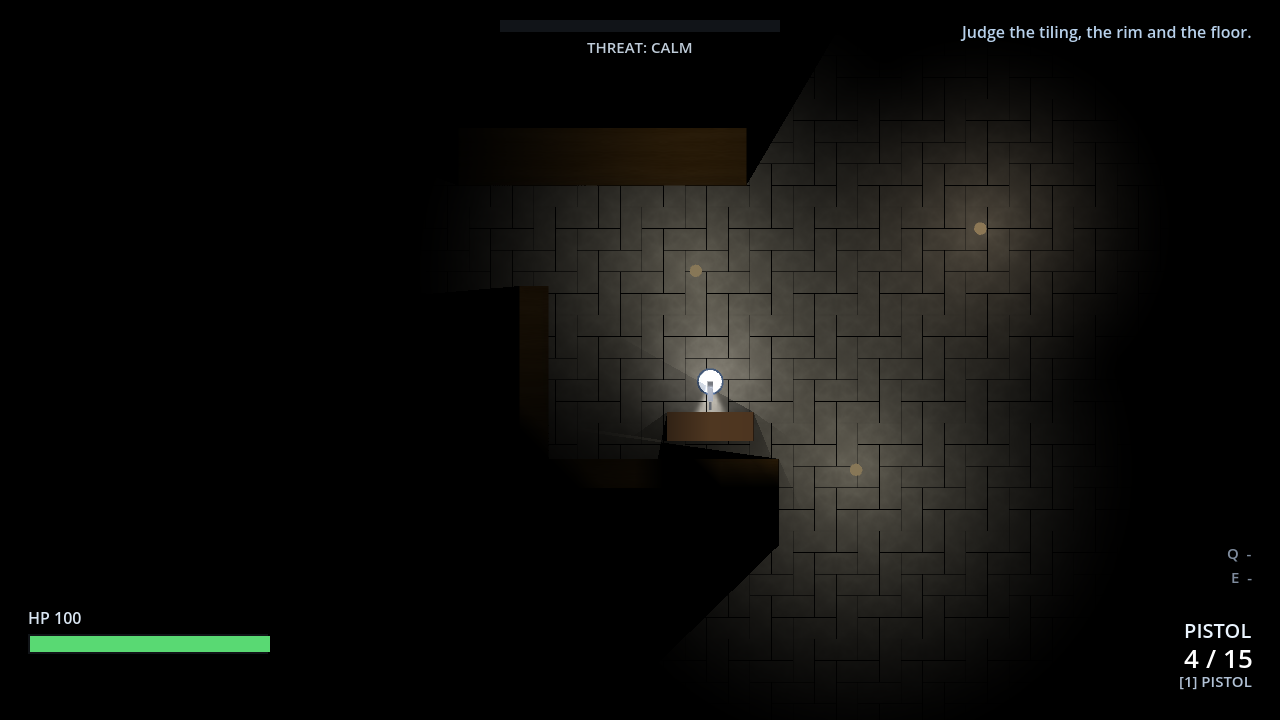 THREAT: CALM
Judge the tiling, the rim and the floor.
Q -
E -
HP 100
PISTOL
4 / 15
[1] PISTOL